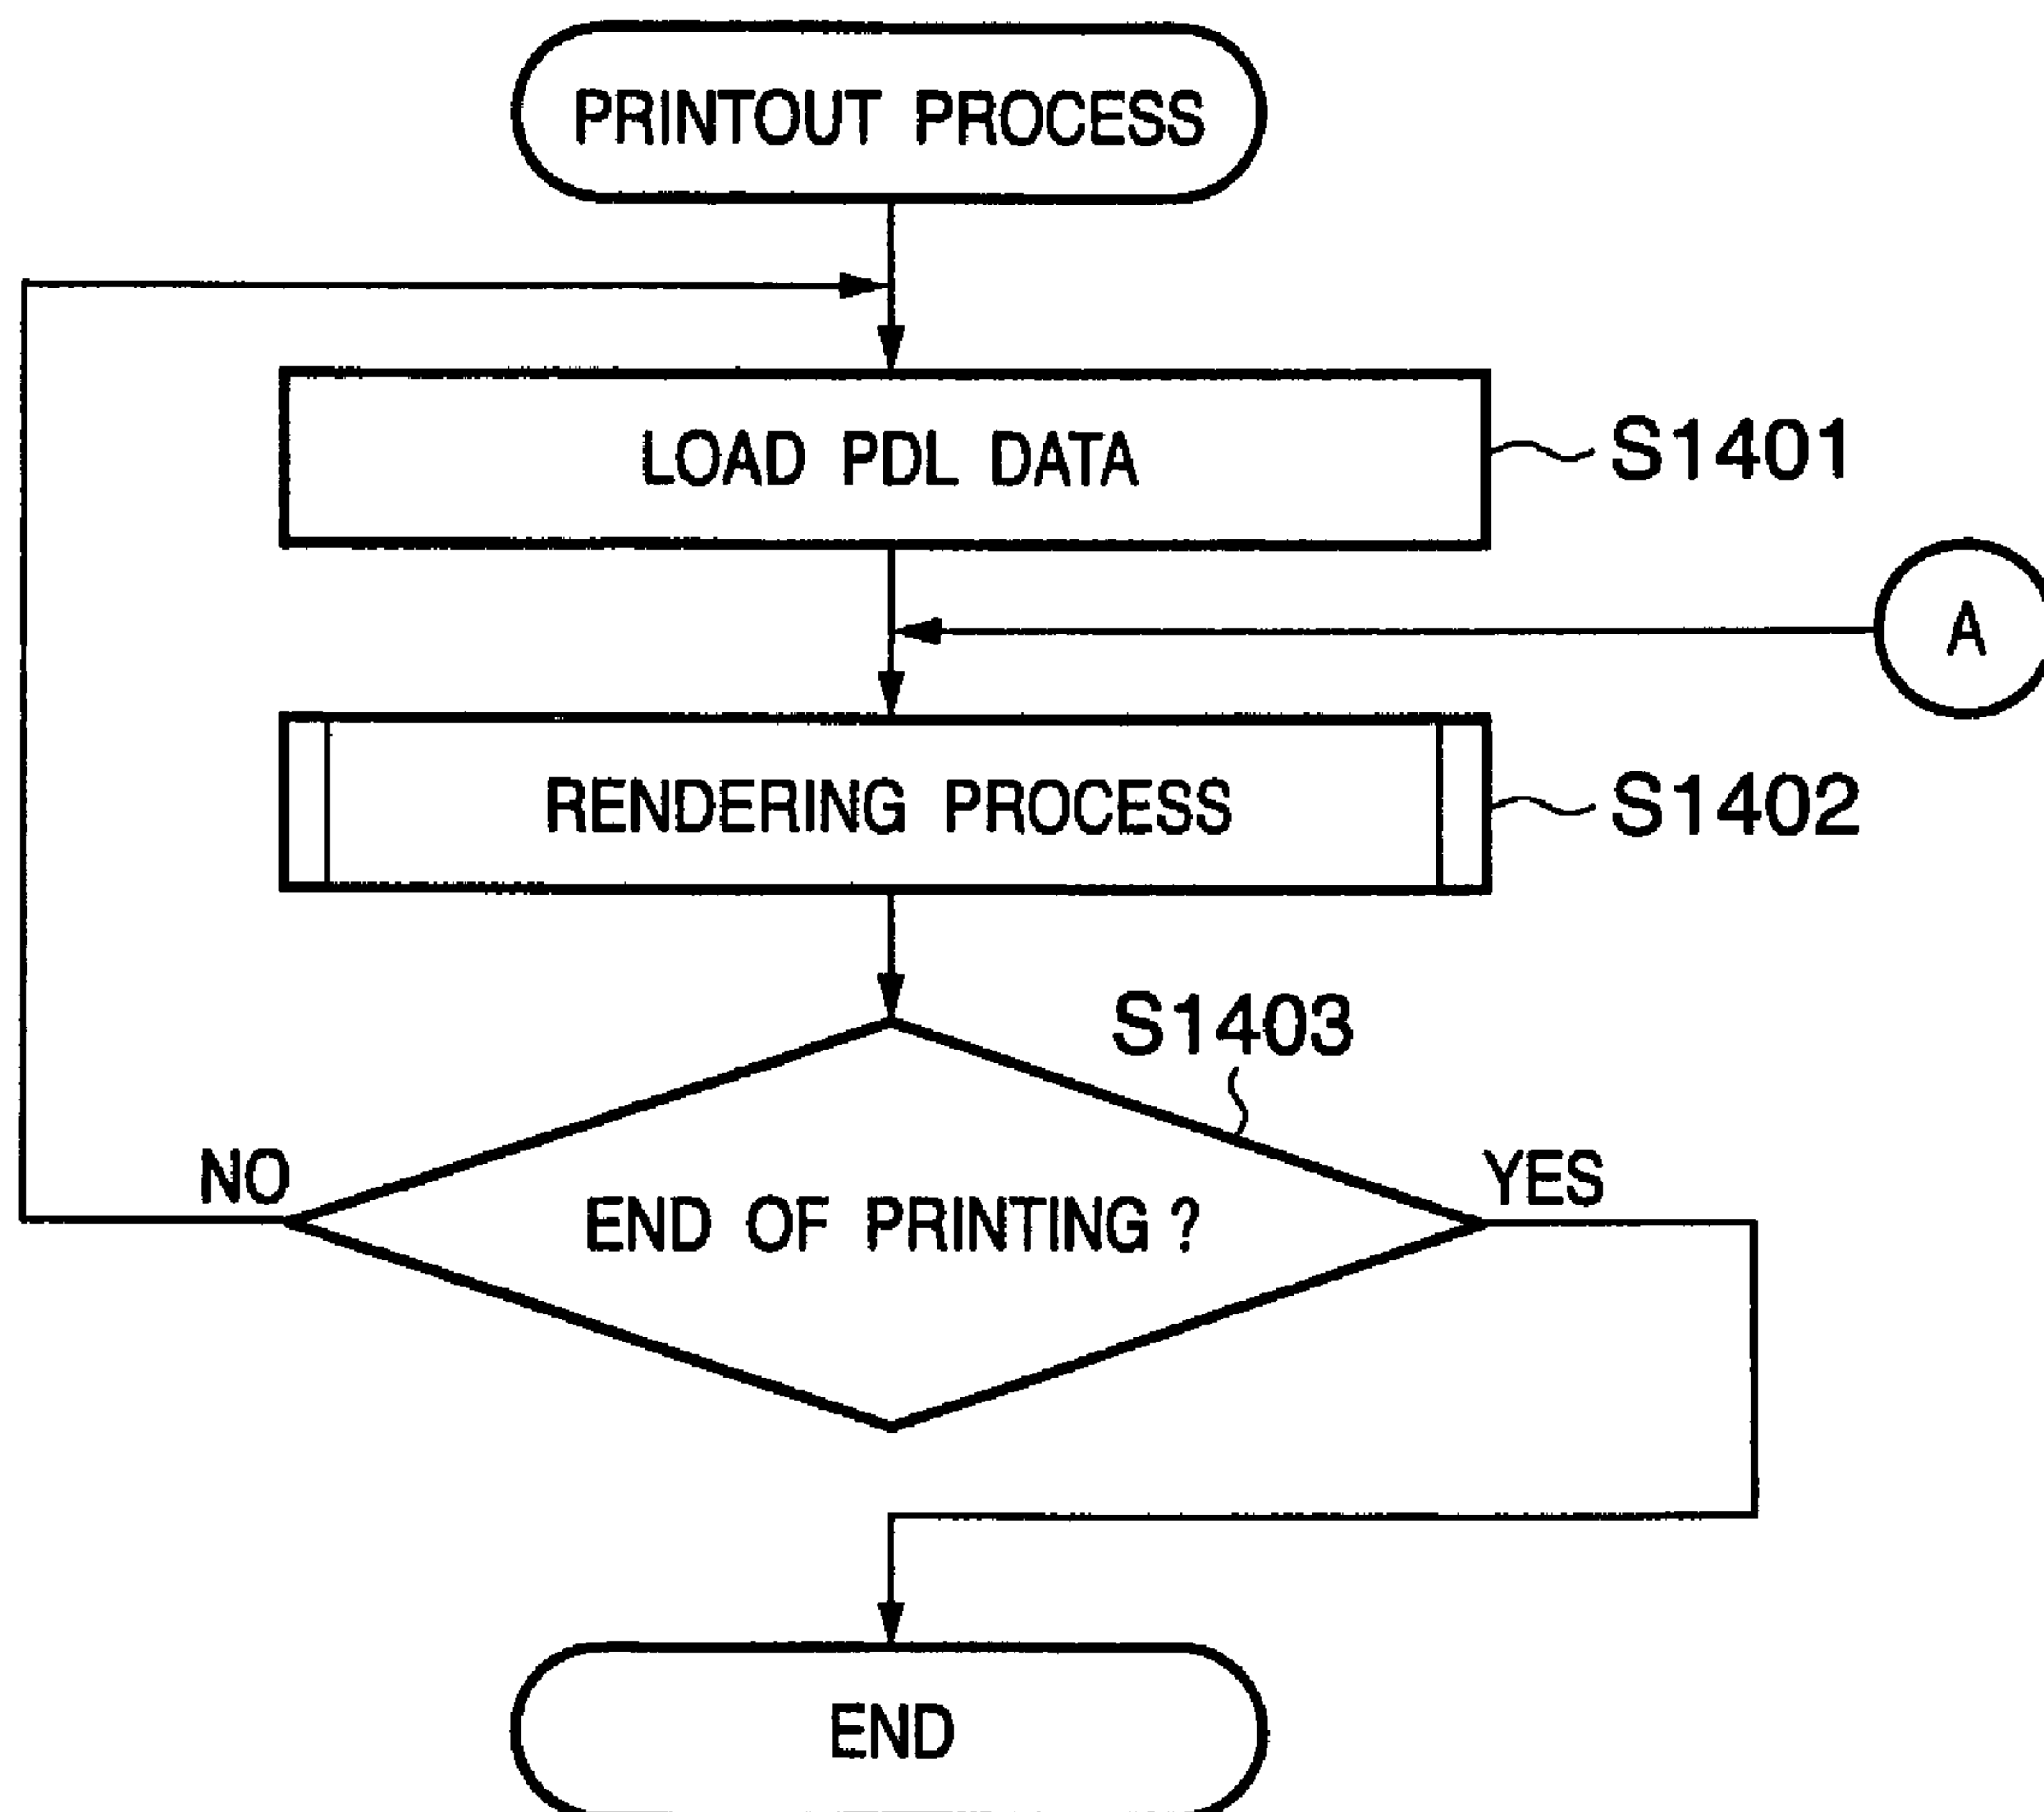 PRINTOUT PROCESS
LOAD PDL DATA
S1401
A
RENDERING PROCESS
S1402
S1403
NO
YES
END OF PRINTING ?
END